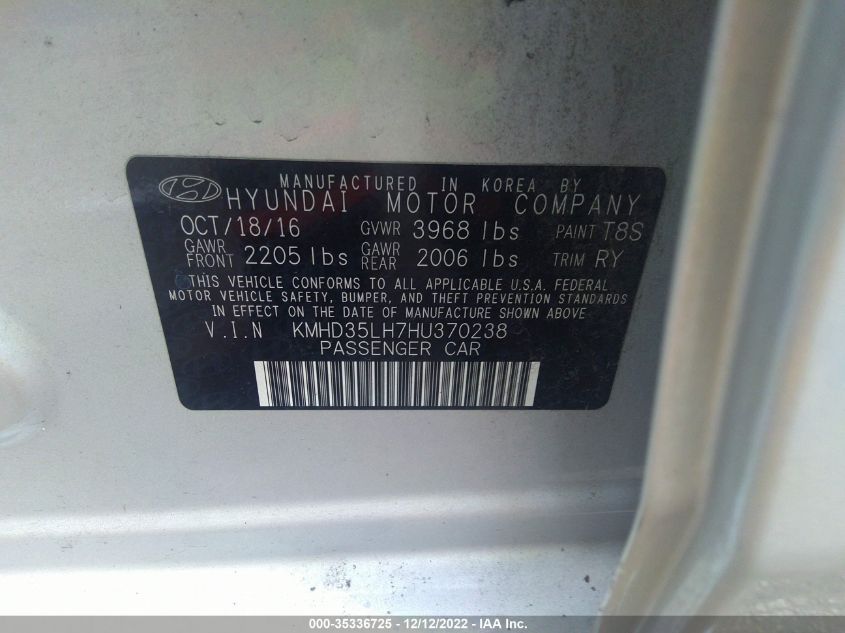 MANUFACTURED IN KOREA BY
HYUNDAI MOTOR COMPANY
OCT/18/16 GVWR 3968 lbs PAINT T8S
GAWR FRONT 2205 lbs GAWR REAR 2006 lbs TRIM RY
THIS VEHICLE CONFORMS TO ALL APPLICABLE U.S.A. FEDERAL
MOTOR VEHICLE SAFETY, BUMPER, AND THEFT PREVENTION STANDARDS
IN EFFECT ON THE DATE OF MANUFACTURE SHOWN ABOVE.
V.I.N KMHD35LH7HU370238
PASSENGER CAR
000-35336725 - 12/12/2022 - IAA Inc.